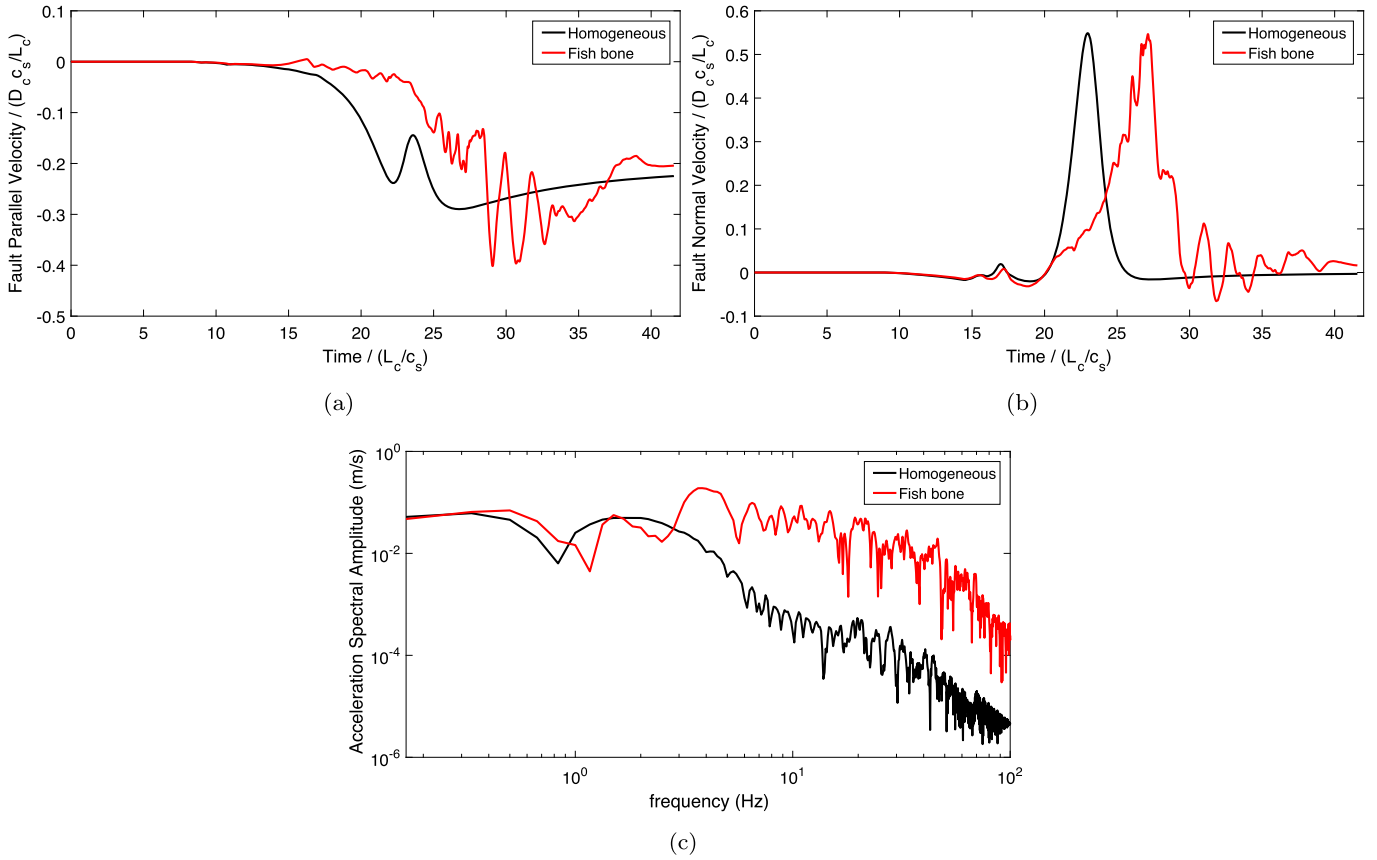 0.1
0
-0.1
-0.2
-0.3
-0.4
-0.5
Fault Parallel Velocity / (D_c c_s/L_c)
0 5 10 15 20 25 30 35 40
Time / (L_c/c_s)
Homogeneous
Fish bone
(a)
0.6
0.5
0.4
0.3
0.2
0.1
0
-0.1
Fault Normal Velocity / (D_c c_s/L_c)
0 5 10 15 20 25 30 35 40
Time / (L_c/c_s)
Homogeneous
Fish bone
(b)
10^0
10^-2
10^-4
10^-6
Acceleration Spectral Amplitude (m/s)
10^0 10^1 10^2
frequency (Hz)
Homogeneous
Fish bone
(c)